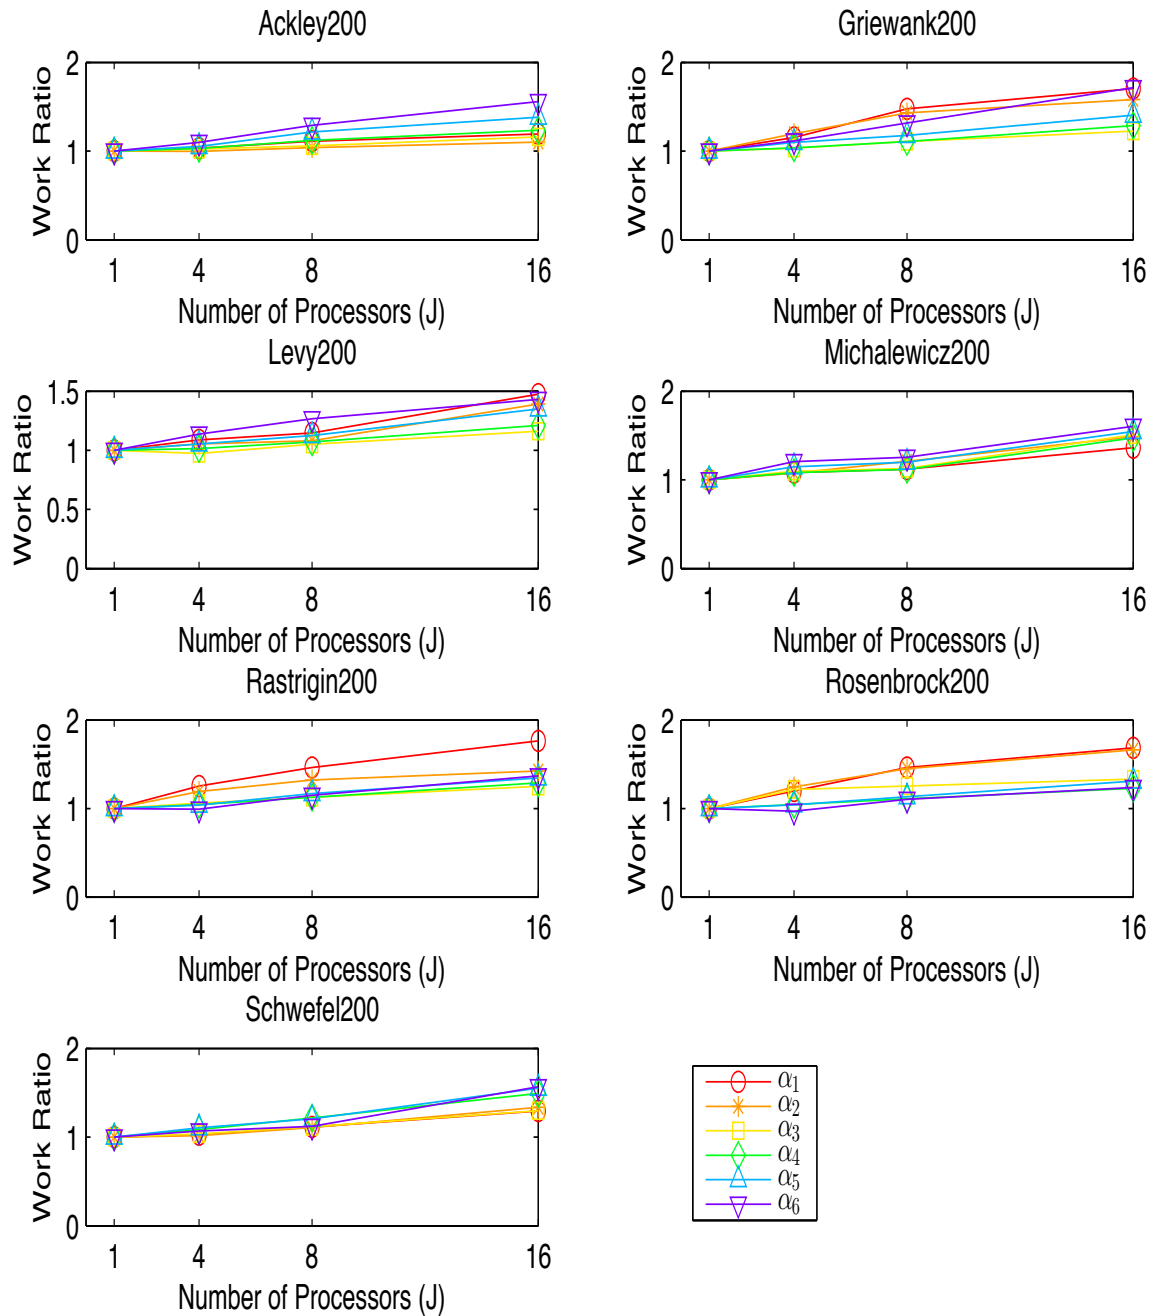 Ackley200
Work Ratio
2
1
0
1 4 8 16
Number of Processors (J)
Griewank200
Work Ratio
2
1
0
1 4 8 16
Number of Processors (J)
Levy200
Work Ratio
1.5
1
0.5
0
1 4 8 16
Number of Processors (J)
Michalewicz200
Work Ratio
2
1
0
1 4 8 16
Number of Processors (J)
Rastrigin200
Work Ratio
2
1
0
1 4 8 16
Number of Processors (J)
Rosenbrock200
Work Ratio
2
1
0
1 4 8 16
Number of Processors (J)
Schwefel200
Work Ratio
2
1
0
1 4 8 16
Number of Processors (J)
α₁
α₂
α₃
α₄
α₅
α₆